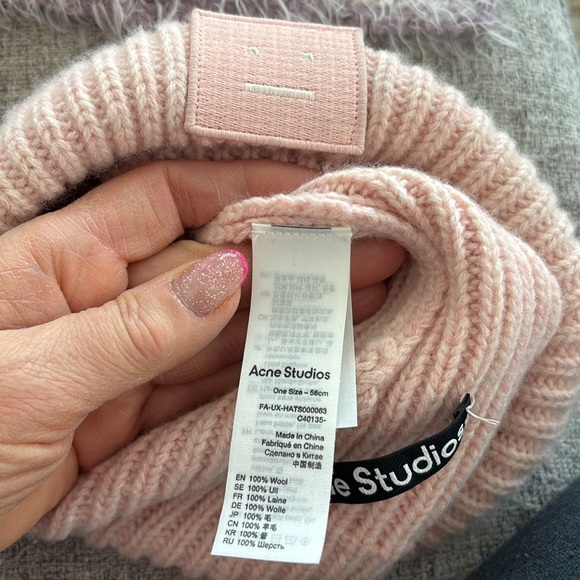 Acne Studios
One Size – 56cm
FA-UX-HATS000063
C40135-
Made in China
Fabriqué en Chine
Сделано в Китае
中国制造
EN 100% Wool
SE 100% Ull
FR 100% Laine
DE 100% Wolle
JP 100% 毛
CN 100% 羊毛
KR 100% 울
RU 100% Шерсть
Studios